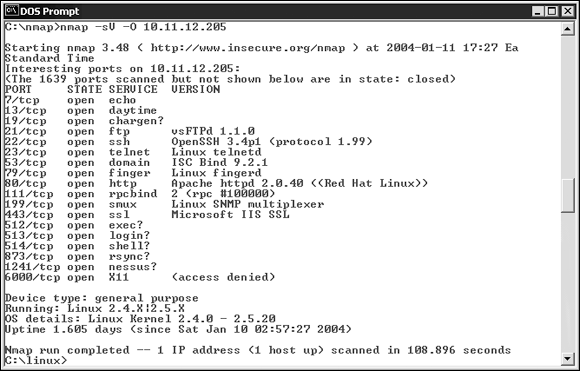 DOS Prompt
C:\nmap>nmap -sV -O 10.11.12.205
Starting nmap 3.48 ( http://www.insecure.org/nmap ) at 2004-01-11 17:27 Ea
Standard Time
Interesting ports on 10.11.12.205:
(The 1639 ports scanned but not shown below are in state: closed)
PORT     STATE SERVICE  VERSION
7/tcp    open  echo
13/tcp   open  daytime
19/tcp   open  chargen?
21/tcp   open  ftp      vsFTPd 1.1.0
22/tcp   open  ssh      OpenSSH 3.4p1 (protocol 1.99)
23/tcp   open  telnet   Linux telnetd
53/tcp   open  domain   ISC Bind 9.2.1
79/tcp   open  finger   Linux fingerd
80/tcp   open  http     Apache httpd 2.0.40 ((Red Hat Linux))
111/tcp  open  rpcbind  2 (rpc #100000)
199/tcp  open  smux     Linux SNMP multiplexer
443/tcp  open  ssl      Microsoft IIS SSL
512/tcp  open  exec?
513/tcp  open  login?
514/tcp  open  shell?
873/tcp  open  rsync?
1241/tcp open  nessus?
6000/tcp open  X11      (access denied)
Device type: general purpose
Running: Linux 2.4.X|2.5.X
OS details: Linux Kernel 2.4.0 - 2.5.20
Uptime 1.605 days (since Sat Jan 10 02:57:27 2004)
Nmap run completed -- 1 IP address (1 host up) scanned in 108.896 seconds
C:\linux>